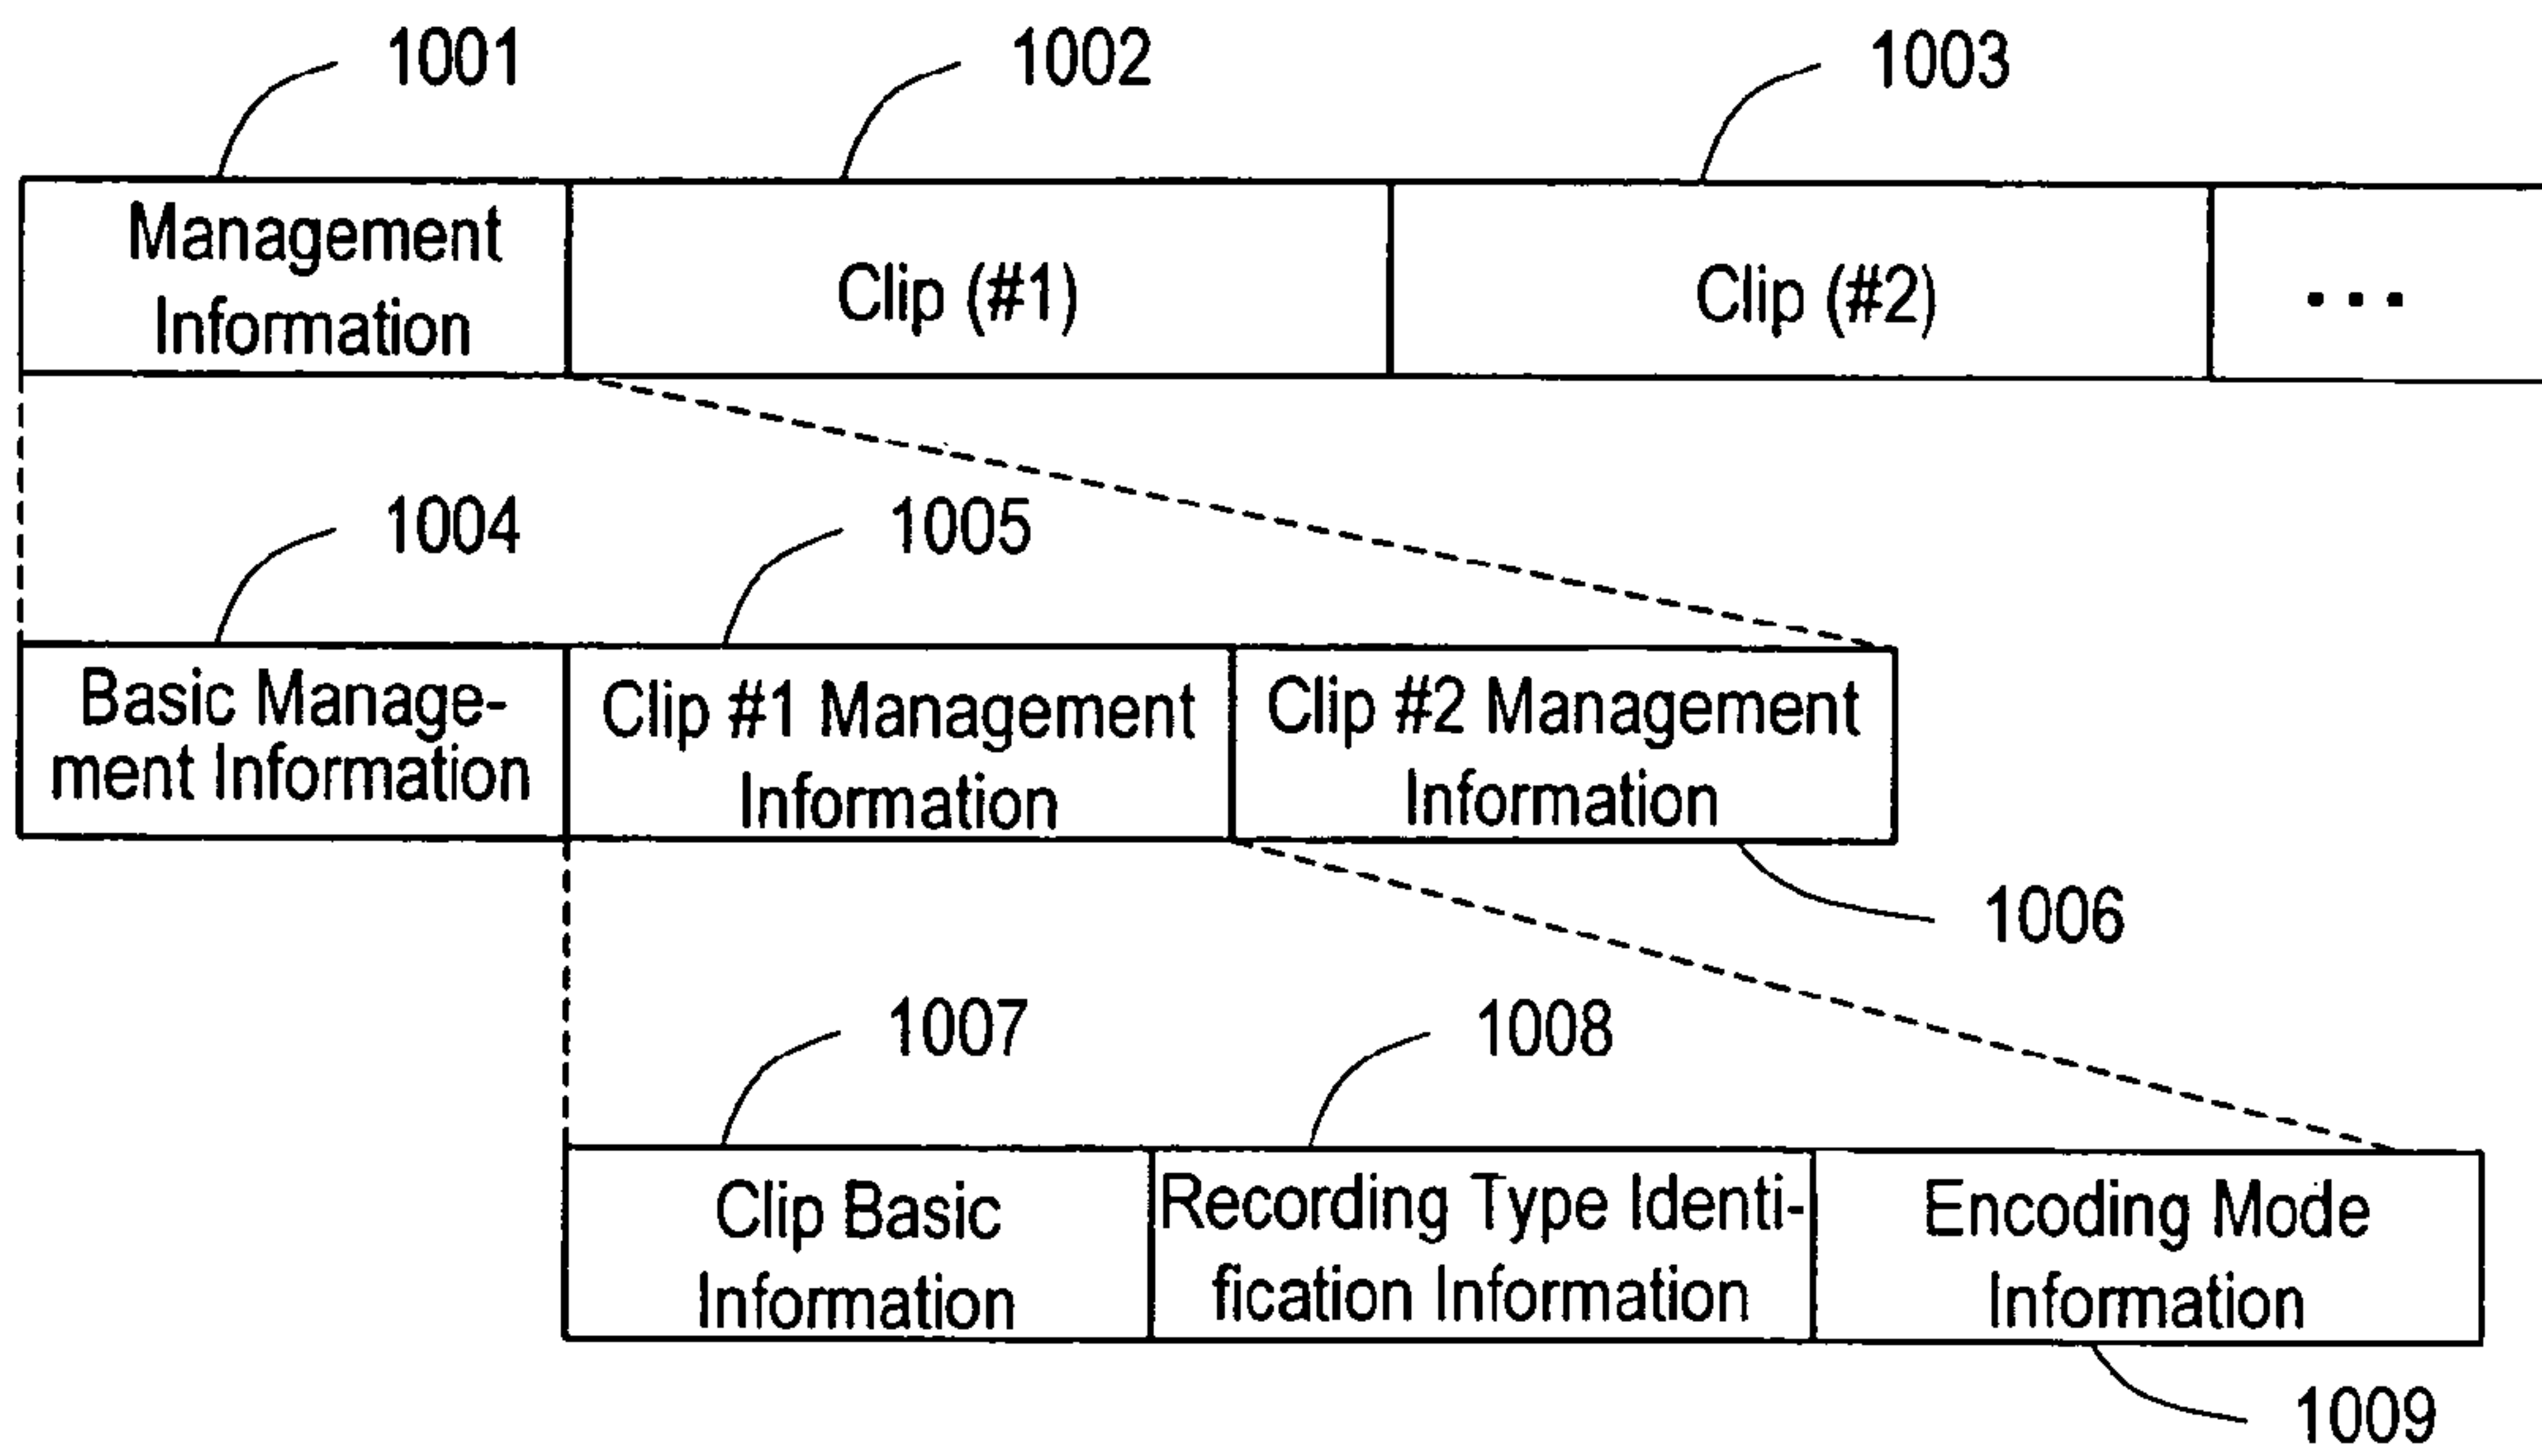 1001
1002
1003
Management
Information
Clip (#1)
Clip (#2)
...
1004
1005
Basic Manage-
ment Information
Clip #1 Management
Information
Clip #2 Management
Information
1006
1007
1008
Clip Basic
Information
Recording Type Identi-
fication Information
Encoding Mode
Information
1009